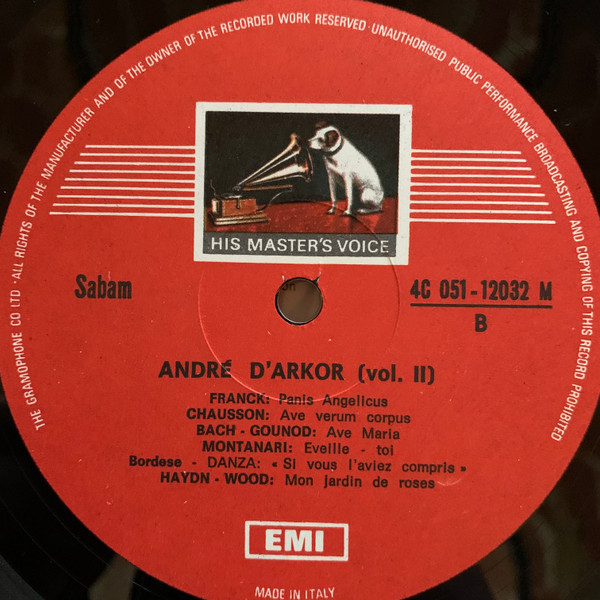 THE GRAMOPHONE CO LTD · ALL RIGHTS OF THE MANUFACTURER AND OF THE OWNER OF THE RECORDED WORK RESERVED · UNAUTHORISED PUBLIC PERFORMANCE BROADCASTING AND COPYING OF THIS RECORD PROHIBITED
HIS MASTER'S VOICE
Sabam
4C 051-12032 M
B
ANDRÉ D'ARKOR (vol. II)
FRANCK: Panis Angelicus
CHAUSSON: Ave verum corpus
BACH - GOUNOD: Ave Maria
MONTANARI: Eveille - toi
Bordese - DANZA: « Si vous l'aviez compris »
HAYDN - WOOD: Mon jardin de roses
EMI
MADE IN ITALY